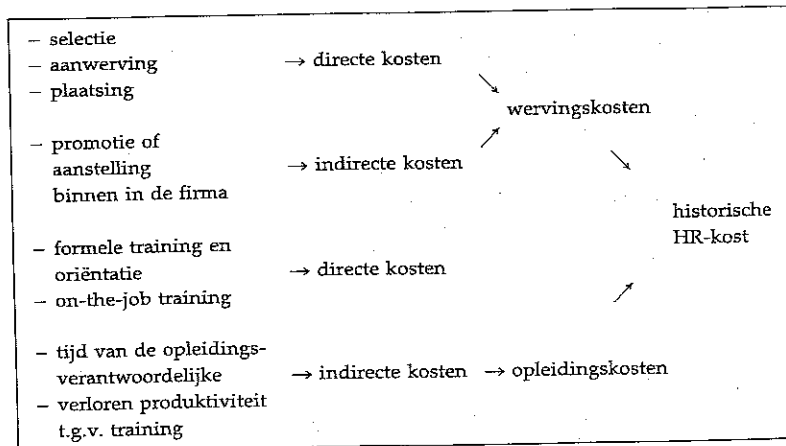 – selectie
– aanwerving → directe kosten
– plaatsing
wervingskosten
– promotie of
aanstelling → indirecte kosten
binnen in de firma
historische
HR-kost
– formele training en
oriëntatie → directe kosten
– on-the-job training
– tijd van de opleidings-
verantwoordelijke → indirecte kosten → opleidingskosten
– verloren produktiviteit
t.g.v. training